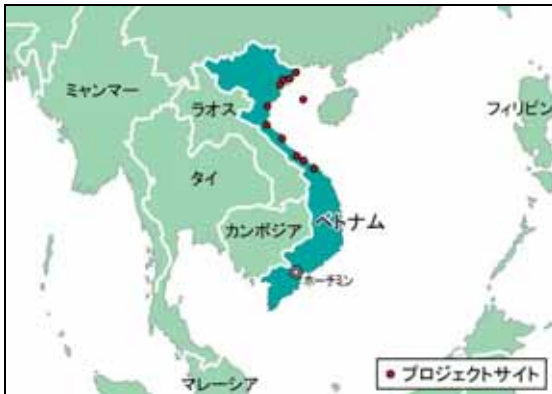 ミャンマー
ラオス
フィリピン
タイ
カンボジア
ベトナム
ホーチミン
マレーシア
プロジェクトサイト